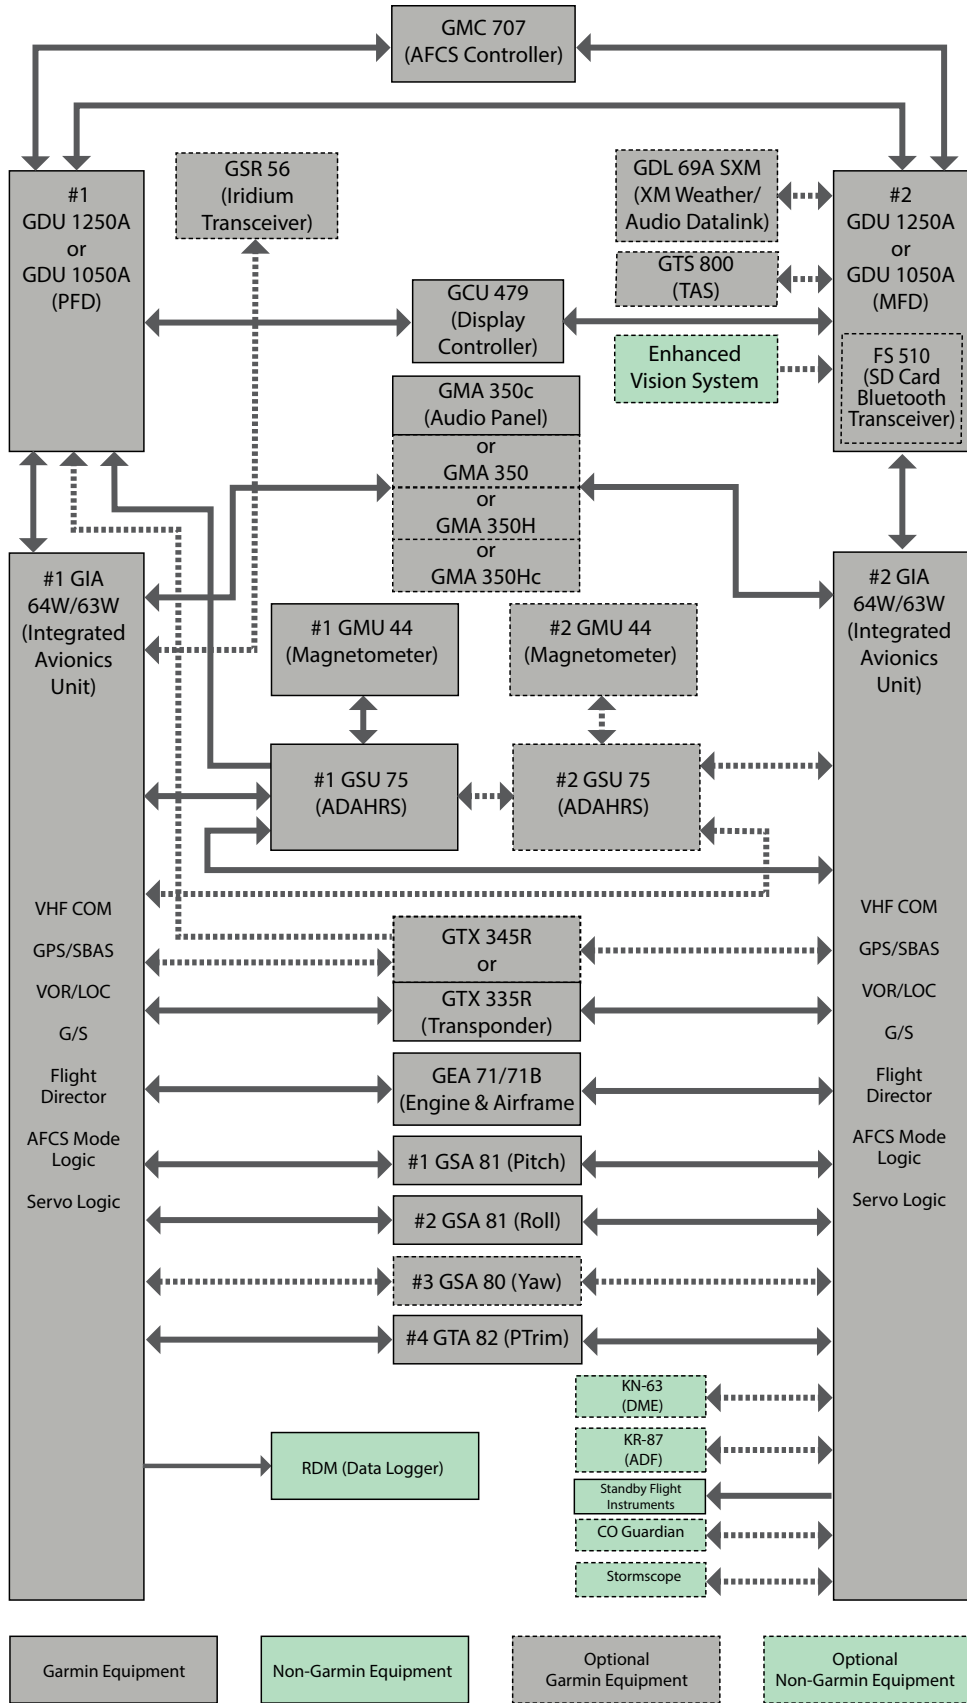 GMC 707
(AFCS Controller)
#1
GDU 1250A
or
GDU 1050A
(PFD)
GSR 56
(Iridium
Transceiver)
GDL 69A SXM
(XM Weather/
Audio Datalink)
GTS 800
(TAS)
#2
GDU 1250A
or
GDU 1050A
(MFD)
GCU 479
(Display
Controller)
Enhanced
Vision System
FS 510
(SD Card
Bluetooth
Transceiver)
GMA 350c
(Audio Panel)
or
GMA 350
or
GMA 350H
or
GMA 350Hc
#1 GIA
64W/63W
(Integrated
Avionics
Unit)
#1 GMU 44
(Magnetometer)
#2 GMU 44
(Magnetometer)
#2 GIA
64W/63W
(Integrated
Avionics
Unit)
#1 GSU 75
(ADAHRS)
#2 GSU 75
(ADAHRS)
VHF COM
GPS/SBAS
VOR/LOC
G/S
Flight
Director
AFCS Mode
Logic
Servo Logic
GTX 345R
or
GTX 335R
(Transponder)
GEA 71/71B
(Engine & Airframe
#1 GSA 81 (Pitch)
#2 GSA 81 (Roll)
#3 GSA 80 (Yaw)
#4 GTA 82 (PTrim)
VHF COM
GPS/SBAS
VOR/LOC
G/S
Flight
Director
AFCS Mode
Logic
Servo Logic
KN-63
(DME)
KR-87
(ADF)
RDM (Data Logger)
Standby Flight
Instruments
CO Guardian
Stormscope
Garmin Equipment
Non-Garmin Equipment
Optional
Garmin Equipment
Optional
Non-Garmin Equipment